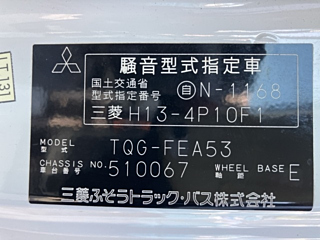 騒音型式指定車
国土交通省
型式指定番号 自 N-1168
三菱 H13-4P10F1
MODEL
型式 TQG-FEA53
CHASSIS NO. 510067 WHEEL BASE E
車台番号 軸距
三菱ふそうトラック・バス株式会社